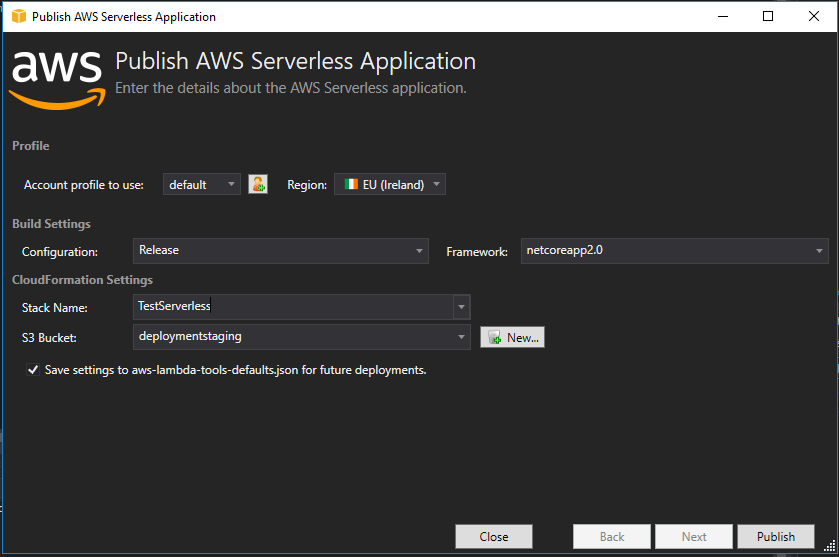 Publish AWS Serverless Application
aws
Publish AWS Serverless Application
Enter the details about the AWS Serverless application.
Profile
Account profile to use: default Region: EU (Ireland)
Build Settings
Configuration: Release Framework: netcoreapp2.0
CloudFormation Settings
Stack Name: TestServerless
S3 Bucket: deploymentstaging New...
Save settings to aws-lambda-tools-defaults.json for future deployments.
Close Back Next Publish